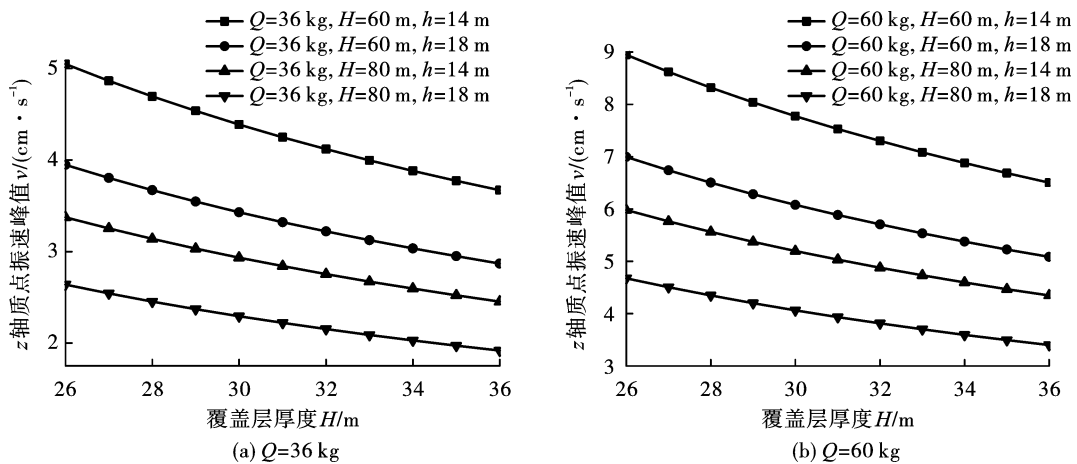 Q=36 kg, H=60 m, h=14 m
Q=36 kg, H=60 m, h=18 m
Q=36 kg, H=80 m, h=14 m
Q=36 kg, H=80 m, h=18 m
z轴质点振速峰值v/(cm·s⁻¹)
5
4
3
2
26 28 30 32 34 36
覆盖层厚度H/m
(a) Q=36 kg
Q=60 kg, H=60 m, h=14 m
Q=60 kg, H=60 m, h=18 m
Q=60 kg, H=80 m, h=14 m
Q=60 kg, H=80 m, h=18 m
z轴质点振速峰值v/(cm·s⁻¹)
9
8
7
6
5
4
3
26 28 30 32 34 36
覆盖层厚度H/m
(b) Q=60 kg